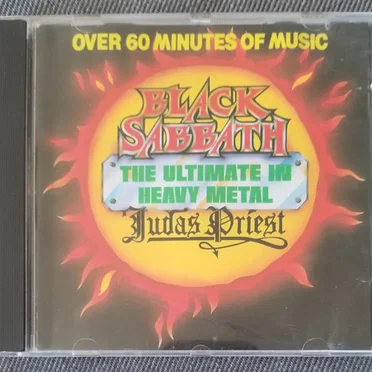 OVER 60 MINUTES OF MUSIC
BLACK
SABBATH
THE ULTIMATE IN
HEAVY METAL
Judas Priest